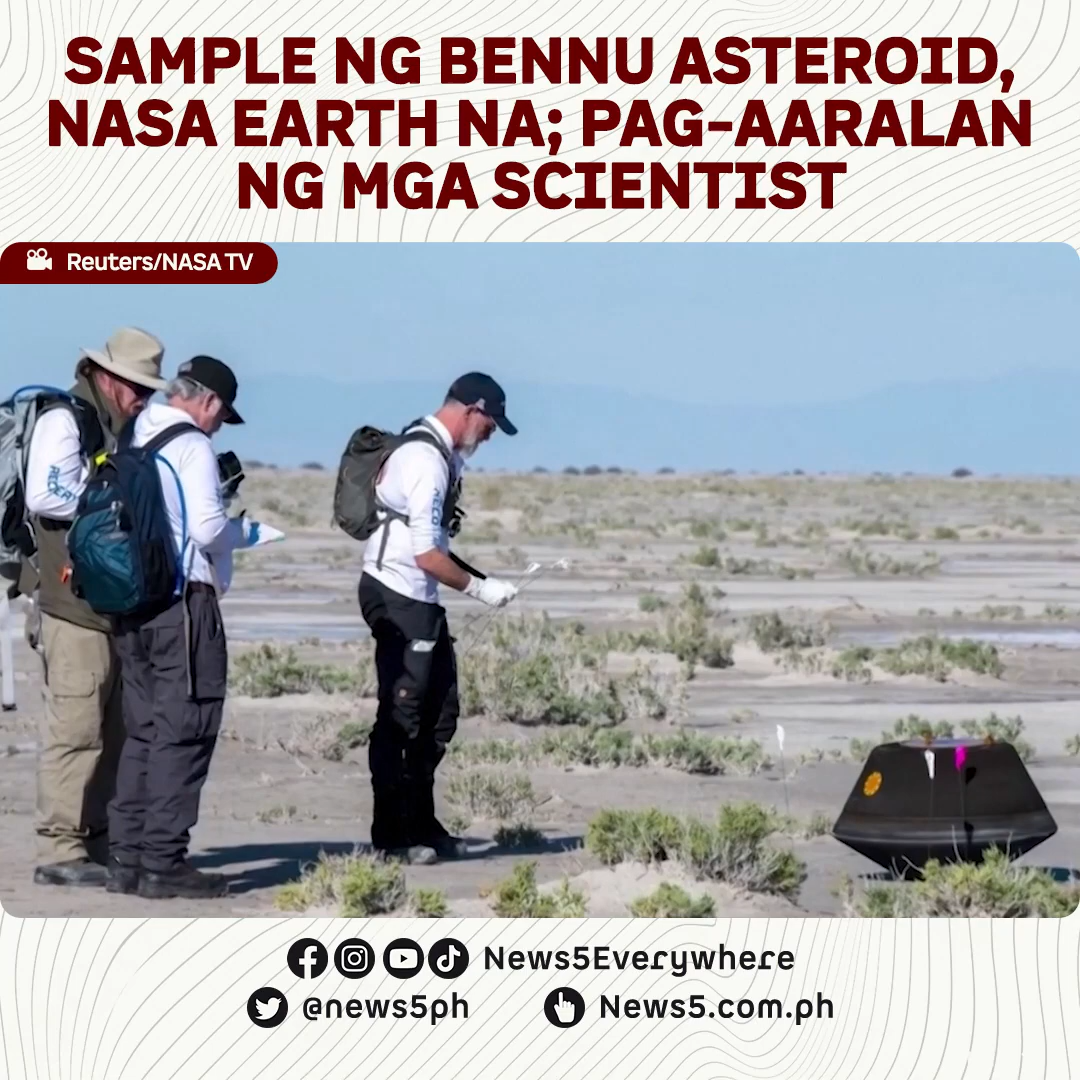 SAMPLE NG BENNU ASTEROID,
NASA EARTH NA; PAG-AARALAN
NG MGA SCIENTIST
Reuters/NASA TV
News5Everywhere
@news5ph
News5.com.ph